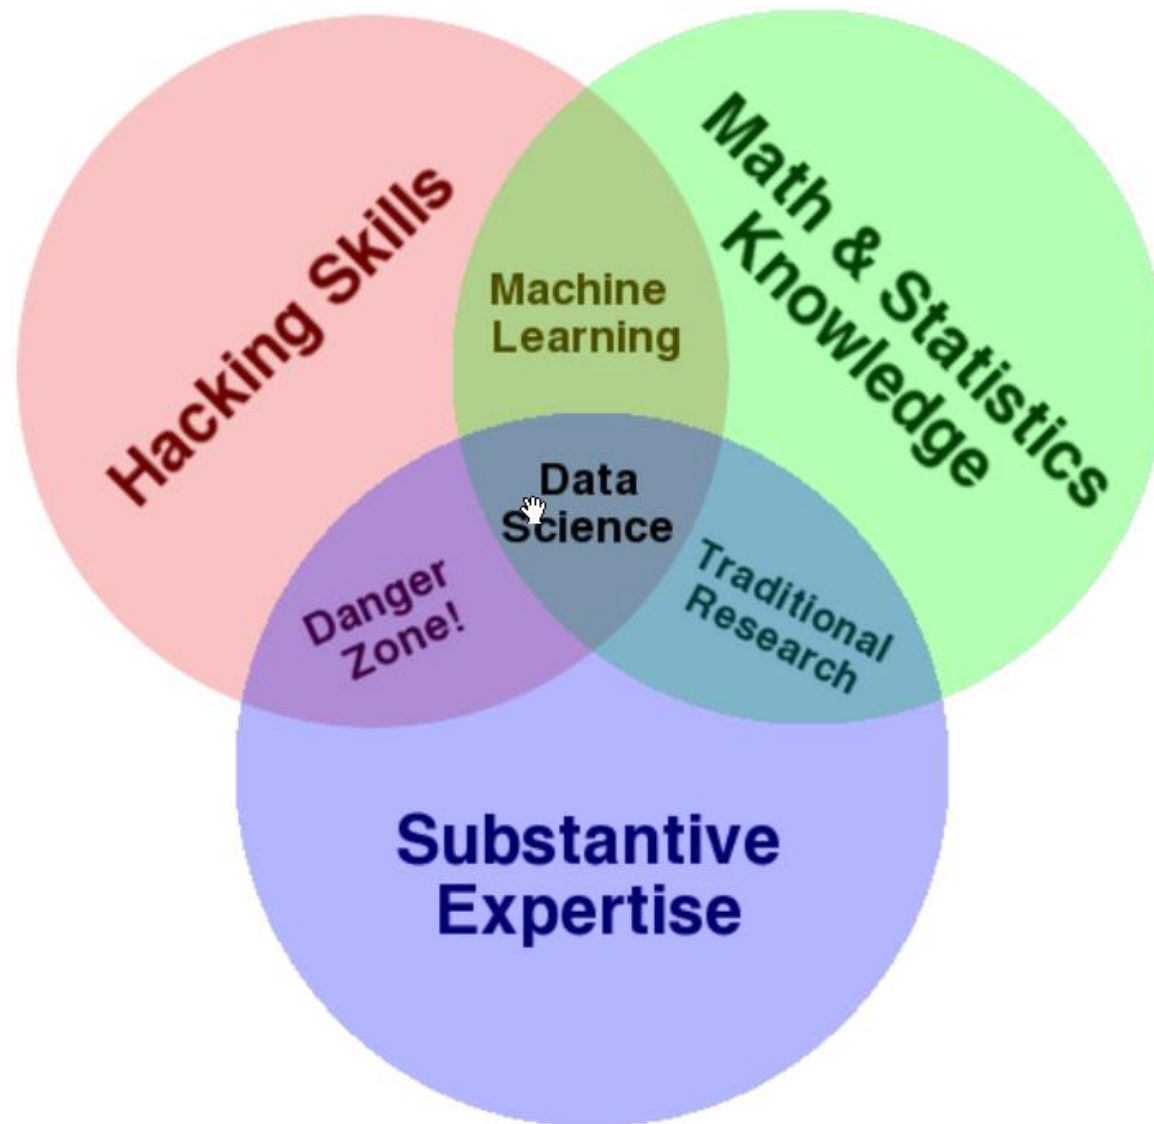 Hacking Skills
Math & Statistics
Knowledge
Machine
Learning
Data
Science
Danger
Zone!
Traditional
Research
Substantive
Expertise